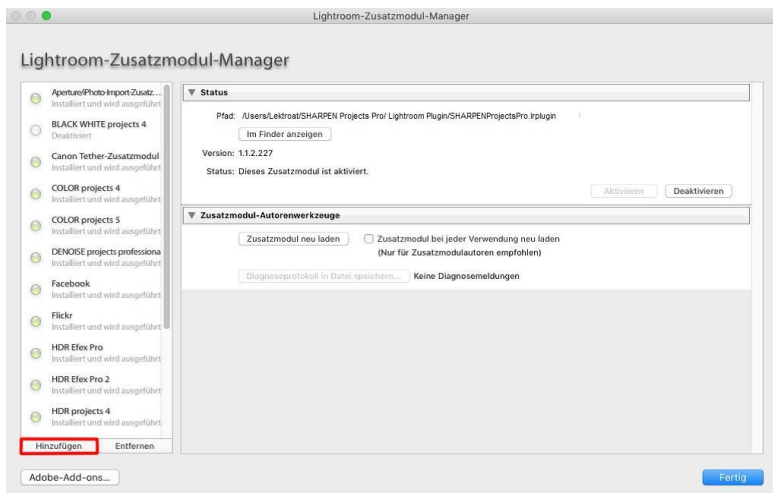 Lightroom-Zusatzmodul-Manager
Lightroom-Zusatzmodul-Manager
Aperture/iPhoto-Import-Zusatz...
Installiert und wird ausgeführt
BLACK WHITE projects 4
Deaktiviert
Canon Tether-Zusatzmodul
Installiert und wird ausgeführt
COLOR projects 4
Installiert und wird ausgeführt
COLOR projects 5
Installiert und wird ausgeführt
DENOISE projects professiona
Installiert und wird ausgeführt
Facebook
Installiert und wird ausgeführt
Flickr
Installiert und wird ausgeführt
HDR Efex Pro
Installiert und wird ausgeführt
HDR Efex Pro 2
Installiert und wird ausgeführt
HDR projects 4
Installiert und wird ausgeführt
Hinzufügen Entfernen
Adobe-Add-ons...
Status
Pfad: /Users/Lektroat/SHARPEN Projects Pro/ Lightroom Plugin/SHARPENProjectsPro.lrplugin
Im Finder anzeigen
Version: 1.1.2.227
Status: Dieses Zusatzmodul ist aktiviert.
Aktivieren Deaktivieren
Zusatzmodul-Autorenwerkzeuge
Zusatzmodul neu laden Zusatzmodul bei jeder Verwendung neu laden
(Nur für Zusatzmodulautoren empfohlen)
Diagnoseprotokoll in Datei speichern... Keine Diagnosemeldungen
Fertig